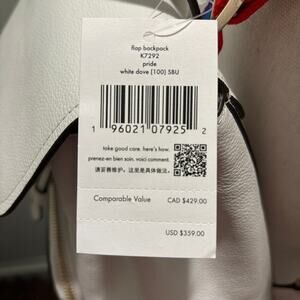 flap backpack
K7292
pride
white dove (100) SBU
1 96021 07925 2
take good care. here's how.
prenez-en bien soin. voici comment.
请妥善维护。这里是具体做法。
Comparable Value CAD $429.00
USD $359.00